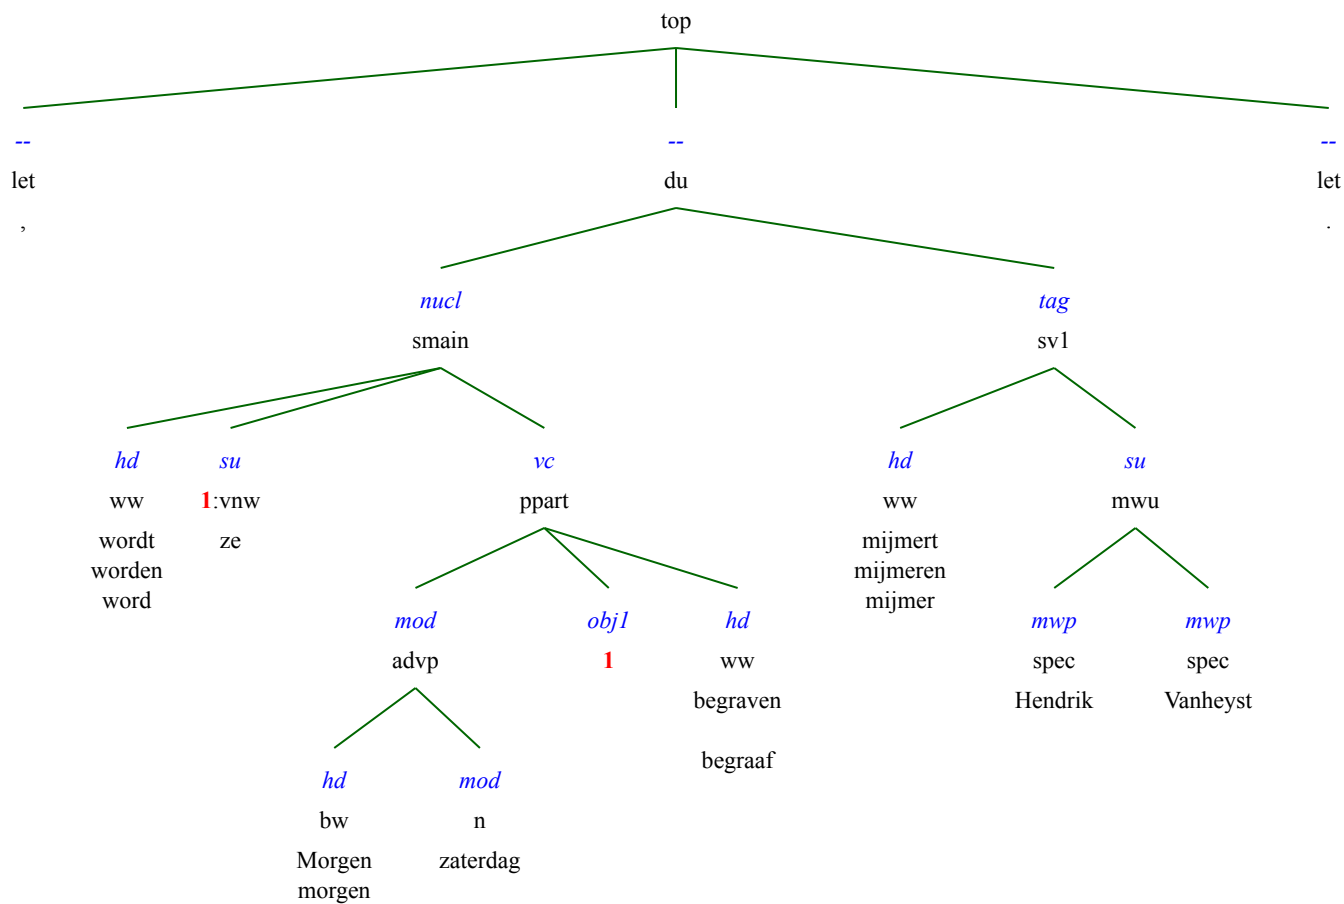 top
-- -- --
let du let
, .
nucl tag
smain sv1
hd su vc hd su
ww 1:vnw ppart ww mwu
wordt ze mijmert
worden mijmeren
word mijmer
mod obj1 hd mwp mwp
advp 1 ww spec spec
begraven Hendrik Vanheyst
begraaf
hd mod
bw n
Morgen zaterdag
morgen